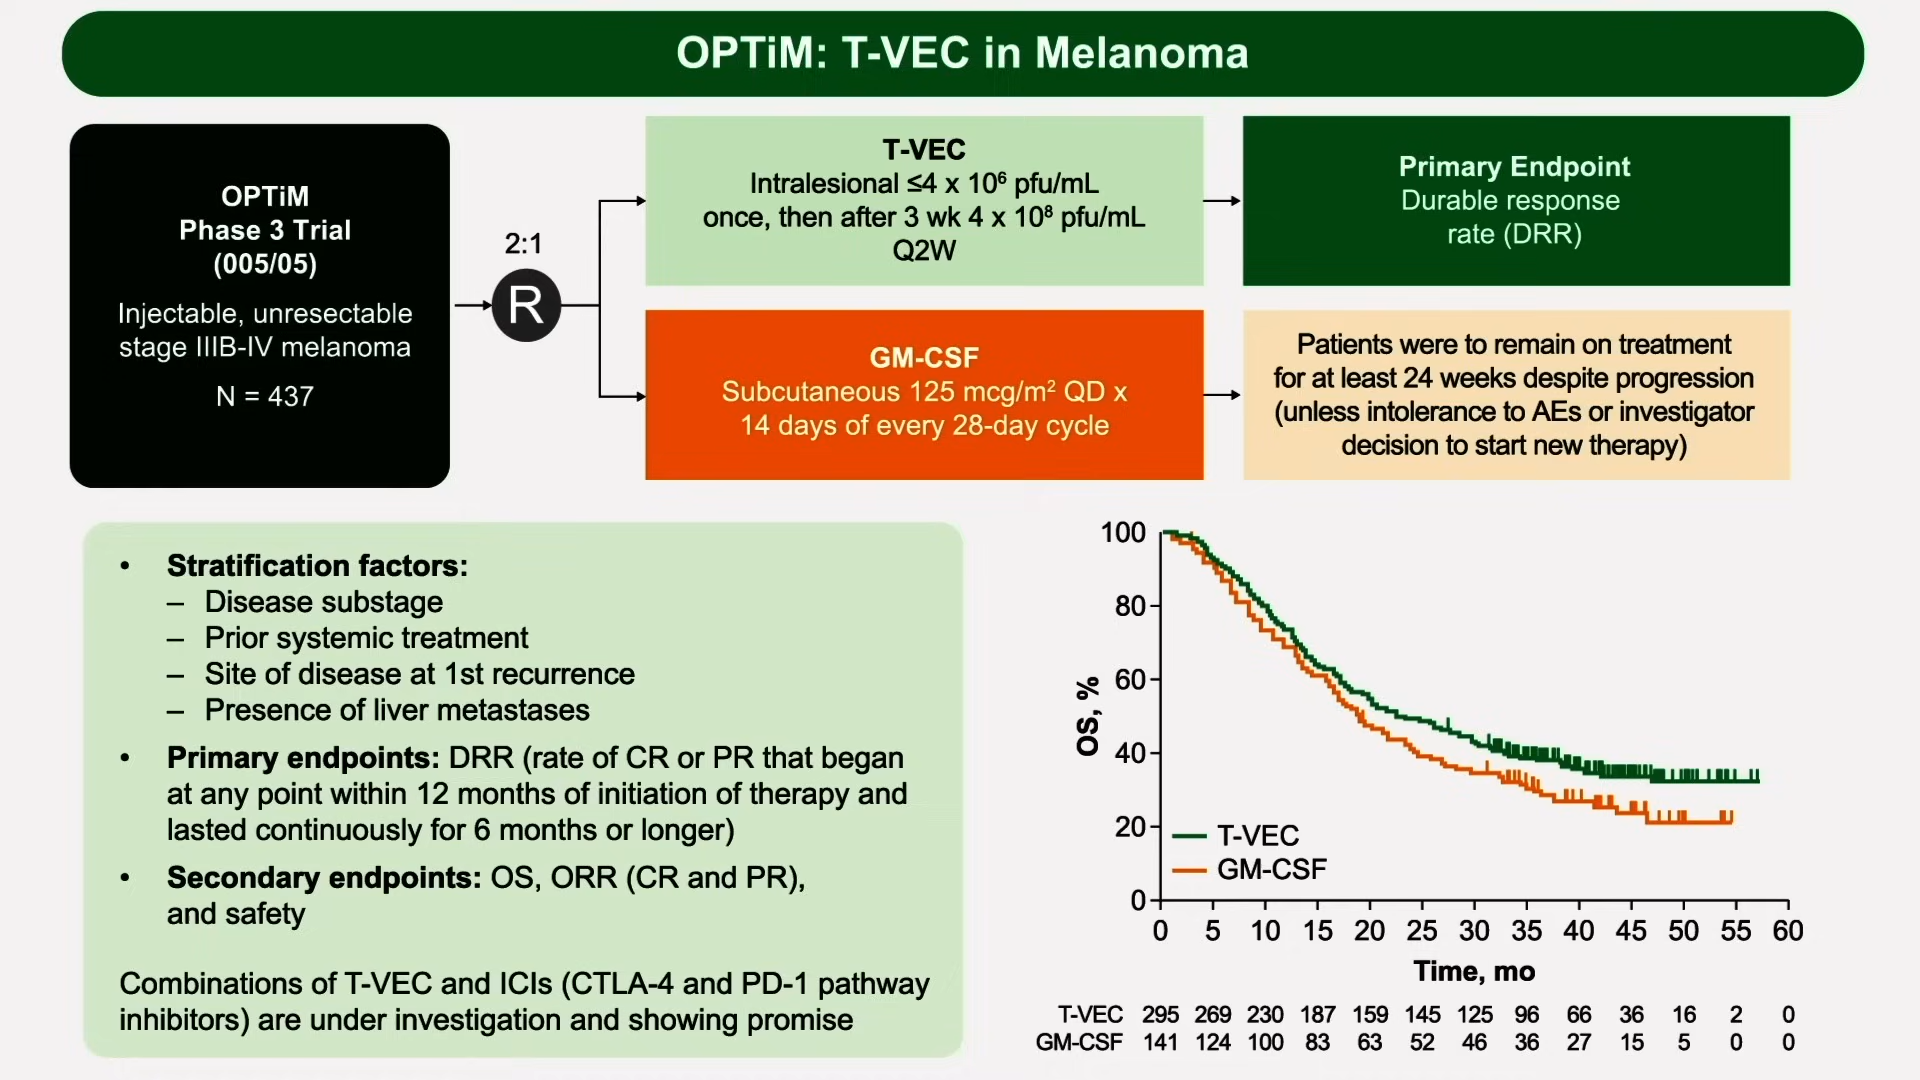 OPTiM: T-VEC in Melanoma
OPTiM
Phase 3 Trial
(005/05)
Injectable, unresectable
stage IIIB-IV melanoma
N = 437
2:1
R
T-VEC
Intralesional ≤4 x 10⁶ pfu/mL
once, then after 3 wk 4 x 10⁸ pfu/mL
Q2W
Primary Endpoint
Durable response
rate (DRR)
GM-CSF
Subcutaneous 125 mcg/m² QD x
14 days of every 28-day cycle
Patients were to remain on treatment
for at least 24 weeks despite progression
(unless intolerance to AEs or investigator
decision to start new therapy)
• Stratification factors:
– Disease substage
– Prior systemic treatment
– Site of disease at 1st recurrence
– Presence of liver metastases
• Primary endpoints: DRR (rate of CR or PR that began
at any point within 12 months of initiation of therapy and
lasted continuously for 6 months or longer)
• Secondary endpoints: OS, ORR (CR and PR),
and safety
Combinations of T-VEC and ICIs (CTLA-4 and PD-1 pathway
inhibitors) are under investigation and showing promise
OS, %
100
80
60
40
20
0
T-VEC
GM-CSF
0 5 10 15 20 25 30 35 40 45 50 55 60
Time, mo
T-VEC 295 269 230 187 159 145 125 96 66 36 16 2 0
GM-CSF 141 124 100 83 63 52 46 36 27 15 5 0 0